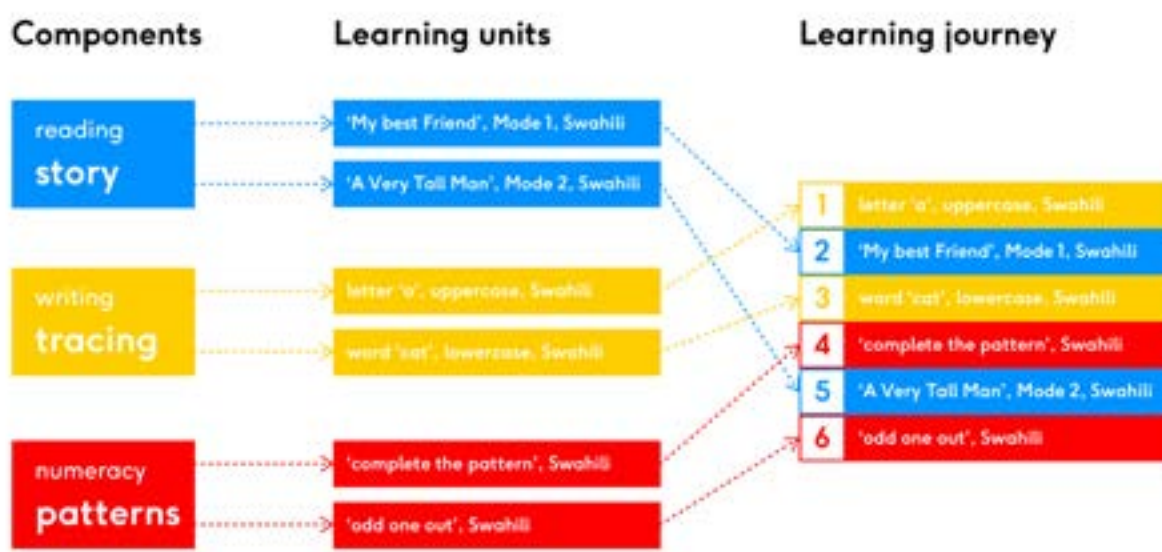 Components
Learning units
Learning journey
reading
story
'My best Friend', Mode 1, Swahili
'A Very Tall Man', Mode 2, Swahili
writing
tracing
letter 'a', uppercase, Swahili
word 'cat', lowercase, Swahili
numeracy
patterns
'complete the pattern', Swahili
'odd one out', Swahili
1 letter 'a', uppercase, Swahili
2 'My best Friend', Mode 1, Swahili
3 word 'cat', lowercase, Swahili
4 'complete the pattern', Swahili
5 'A Very Tall Man', Mode 2, Swahili
6 'odd one out', Swahili